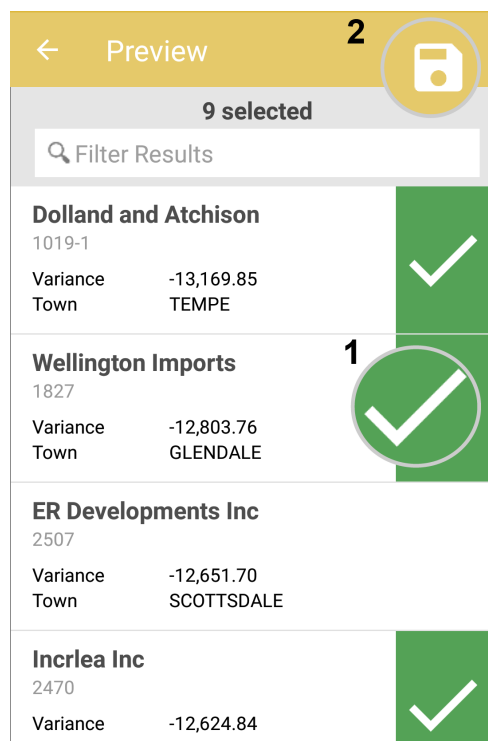 2
Preview
9 selected
Filter Results
Dolland and Atchison
1019-1
Variance -13,169.85
Town TEMPE
1
Wellington Imports
1827
Variance -12,803.76
Town GLENDALE
ER Developments Inc
2507
Variance -12,651.70
Town SCOTTSDALE
Incrlea Inc
2470
Variance -12,624.84